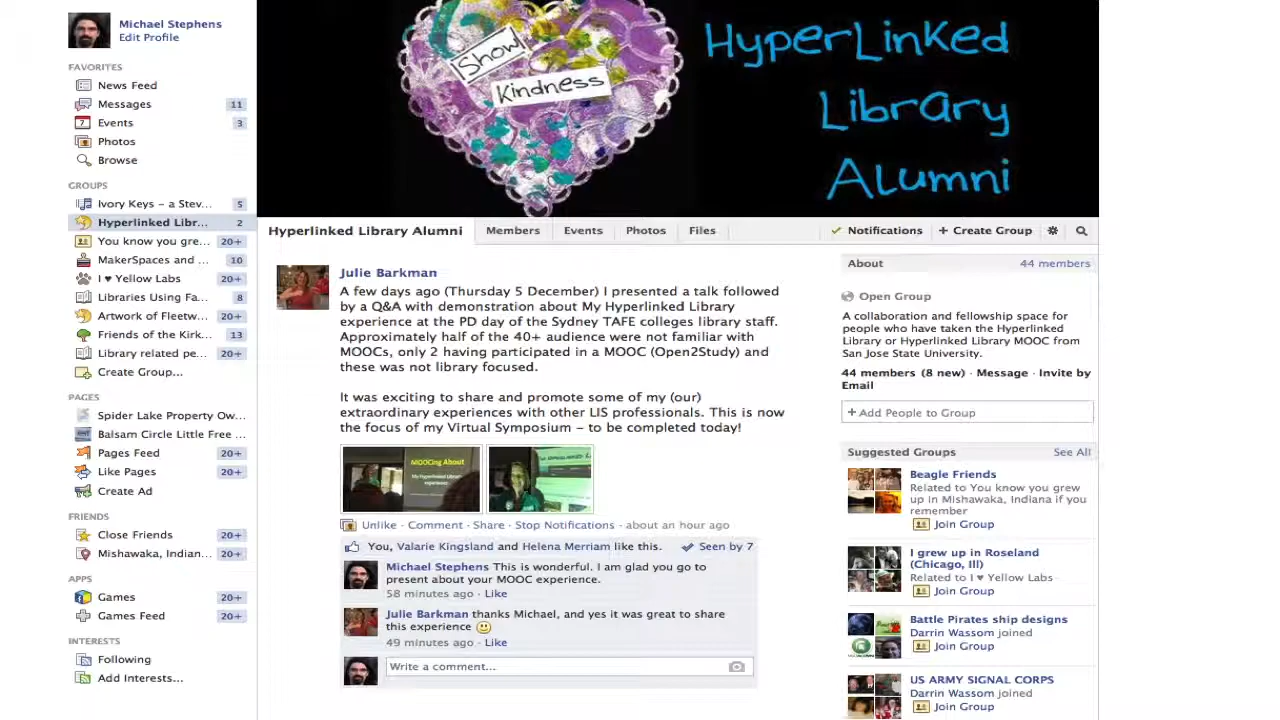 Michael Stephens
Edit Profile
FAVORITES
News Feed
Messages 11
7 Events 3
Photos
Browse
GROUPS
Ivory Keys – a Stev... 5
Hyperlinked Libr... 2
You know you gre... 20+
MakerSpaces and ... 10
I ♥ Yellow Labs 20+
Libraries Using Fa... 8
Artwork of Fleetw... 20+
Friends of the Kirk... 13
Library related pe... 20+
Create Group...
PAGES
Spider Lake Property Ow...
Balsam Circle Little Free ...
Pages Feed 20+
Like Pages 20+
Create Ad
FRIENDS
Close Friends 20+
Mishawaka, Indian... 20+
APPS
Games 20+
Games Feed 20+
INTERESTS
Following
Add Interests...
Show
Kindness
HyperLinked
Library
Alumni
Hyperlinked Library Alumni Members Events Photos Files ✓ Notifications + Create Group
Julie Barkman
A few days ago (Thursday 5 December) I presented a talk followed
by a Q&A with demonstration about My Hyperlinked Library
experience at the PD day of the Sydney TAFE colleges library staff.
Approximately half of the 40+ audience were not familiar with
MOOCs, only 2 having participated in a MOOC (Open2Study) and
these was not library focused.
It was exciting to share and promote some of my (our)
extraordinary experiences with other LIS professionals. This is now
the focus of my Virtual Symposium – to be completed today!
MOOCing About
My Hyperlinked Library
experience
Unlike · Comment · Share · Stop Notifications · about an hour ago
You, Valarie Kingsland and Helena Merriam like this. ✓ Seen by 7
Michael Stephens This is wonderful. I am glad you go to
present about your MOOC experience.
58 minutes ago · Like
Julie Barkman thanks Michael, and yes it was great to share
this experience 🙂
49 minutes ago · Like
Write a comment...
About 44 members
Open Group
A collaboration and fellowship space for
people who have taken the Hyperlinked
Library or Hyperlinked Library MOOC from
San Jose State University.
44 members (8 new) · Message · Invite by
Email
+ Add People to Group
Suggested Groups See All
Beagle Friends
Related to You know you grew
up in Mishawaka, Indiana if you
remember
Join Group
I grew up in Roseland
(Chicago, Ill)
Related to I ♥ Yellow Labs
Join Group
Battle Pirates ship designs
Darrin Wassom joined
Join Group
US ARMY SIGNAL CORPS
Darrin Wassom joined
Join Group